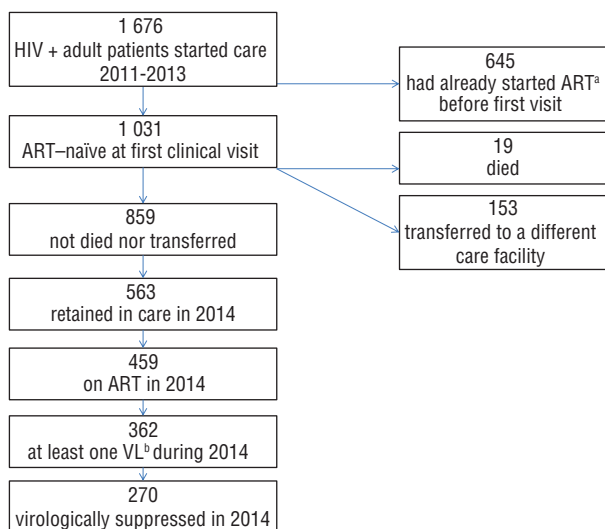 1 676
HIV + adult patients started care
2011-2013
645
had already started ARTᵃ
before first visit
1 031
ART–naïve at first clinical visit
19
died
153
transferred to a different
care facility
859
not died nor transferred
563
retained in care in 2014
459
on ART in 2014
362
at least one VLᵇ during 2014
270
virologically suppressed in 2014